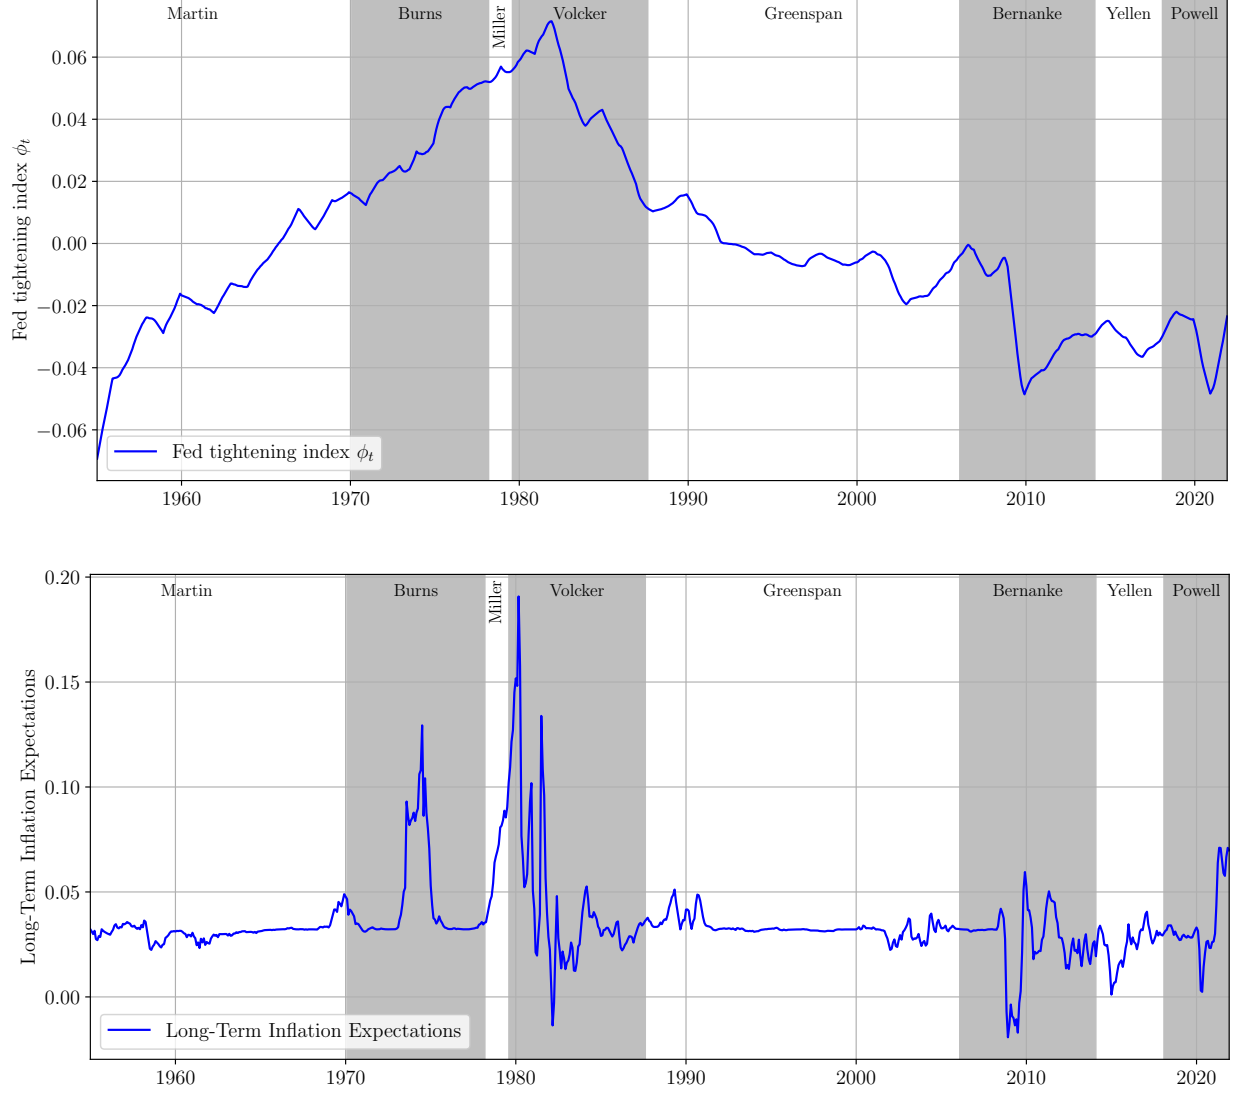 Martin Burns Miller Volcker Greenspan Bernanke Yellen Powell
Fed tightening index ϕt
0.06
0.04
0.02
0.00
−0.02
−0.04
−0.06
Fed tightening index ϕt
1960 1970 1980 1990 2000 2010 2020
Martin Burns Miller Volcker Greenspan Bernanke Yellen Powell
Long-Term Inflation Expectations
0.20
0.15
0.10
0.05
0.00
Long-Term Inflation Expectations
1960 1970 1980 1990 2000 2010 2020